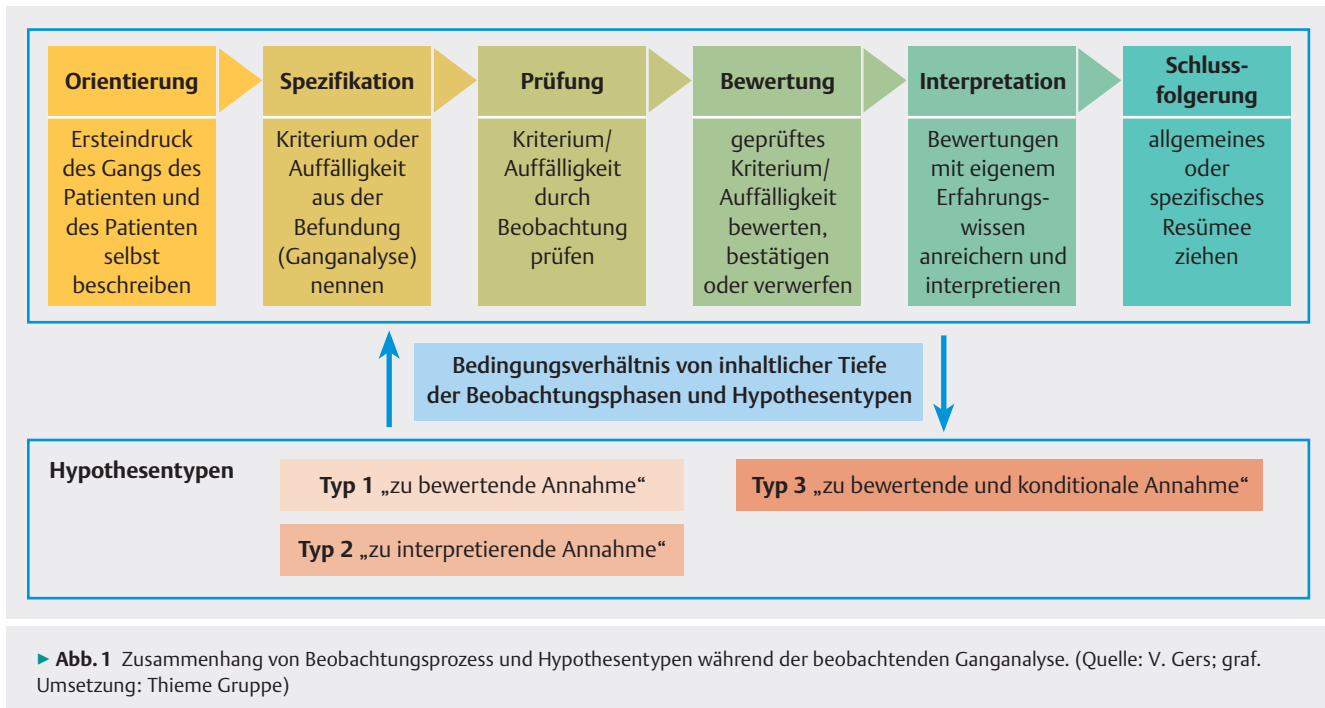 Orientierung
Ersteindruck
des Gangs des
Patienten und
des Patienten
selbst
beschreiben
Spezifikation
Kriterium oder
Auffälligkeit
aus der
Befundung
(Ganganalyse)
nennen
Prüfung
Kriterium/
Auffälligkeit
durch
Beobachtung
prüfen
Bewertung
geprüftes
Kriterium/
Auffälligkeit
bewerten,
bestätigen
oder verwerfen
Interpretation
Bewertungen
mit eigenem
Erfahrungs-
wissen
anreichern und
interpretieren
Schluss-
folgerung
allgemeines
oder
spezifisches
Resümee
ziehen
Bedingungsverhältnis von inhaltlicher Tiefe
der Beobachtungsphasen und Hypothesentypen
Hypothesentypen
Typ 1 „zu bewertende Annahme“
Typ 2 „zu interpretierende Annahme“
Typ 3 „zu bewertende und konditionale Annahme“
► Abb. 1 Zusammenhang von Beobachtungsprozess und Hypothesentypen während der beobachtenden Ganganalyse. (Quelle: V. Gers; graf.
Umsetzung: Thieme Gruppe)